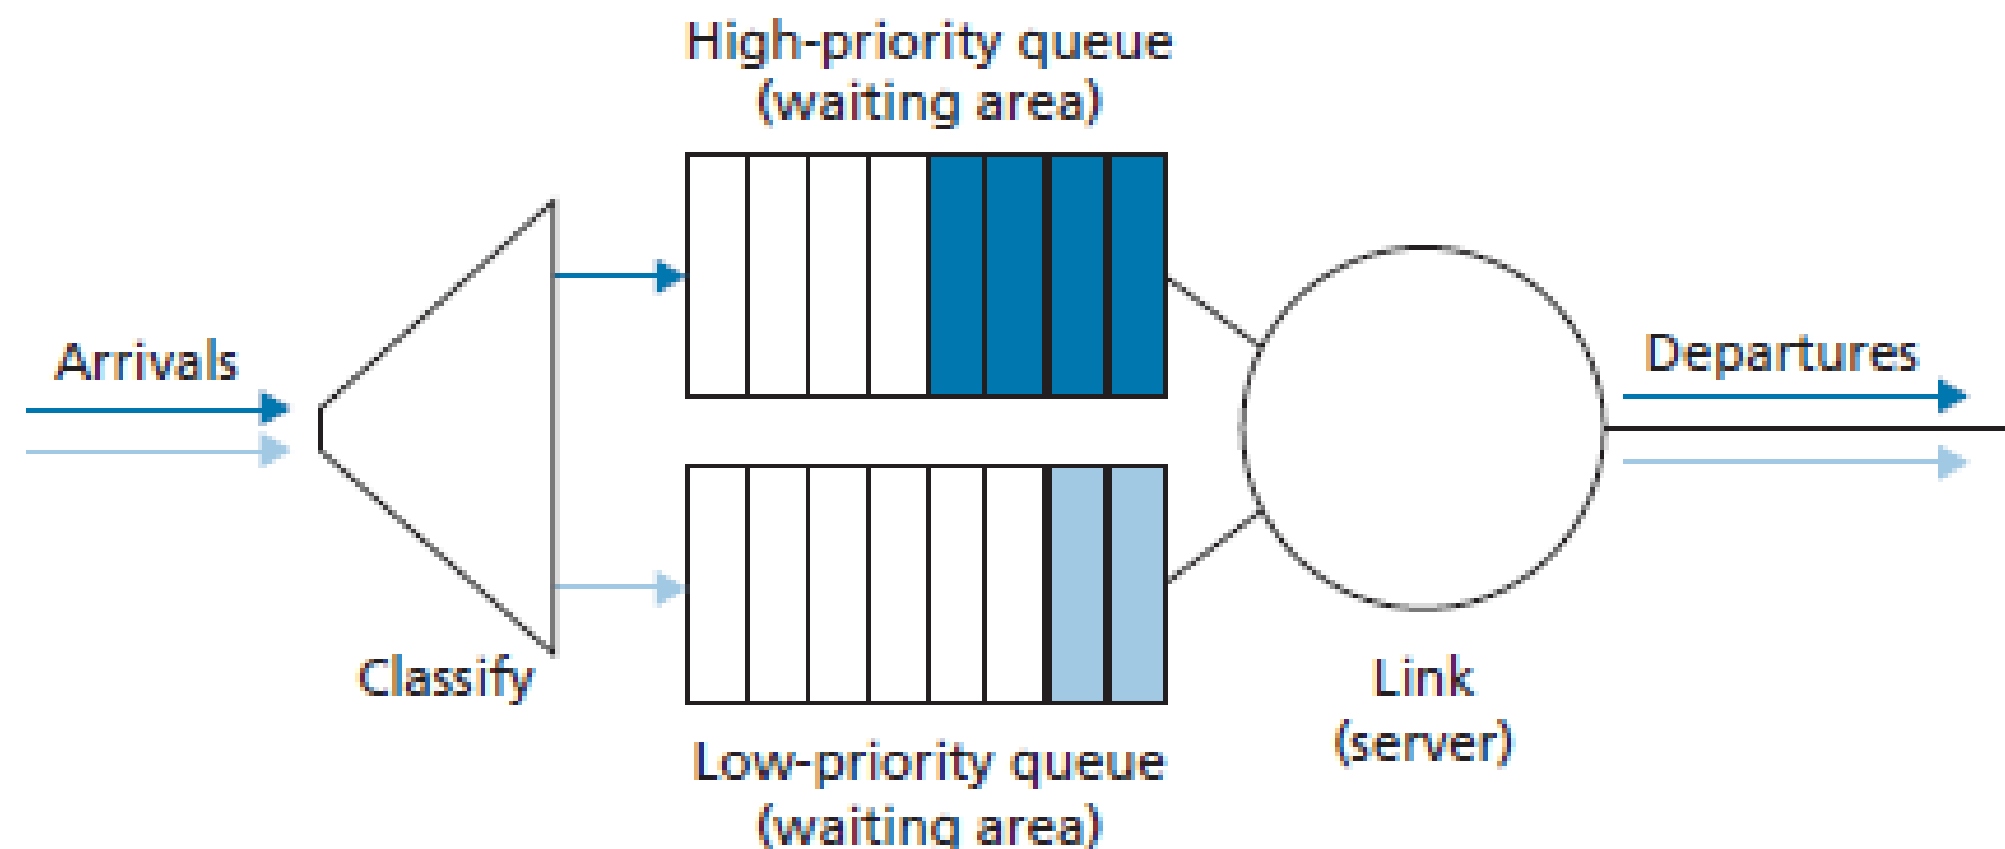 High-priority queue
(waiting area)
Arrivals
Departures
Classify
Link
(server)
Low-priority queue
(waiting area)